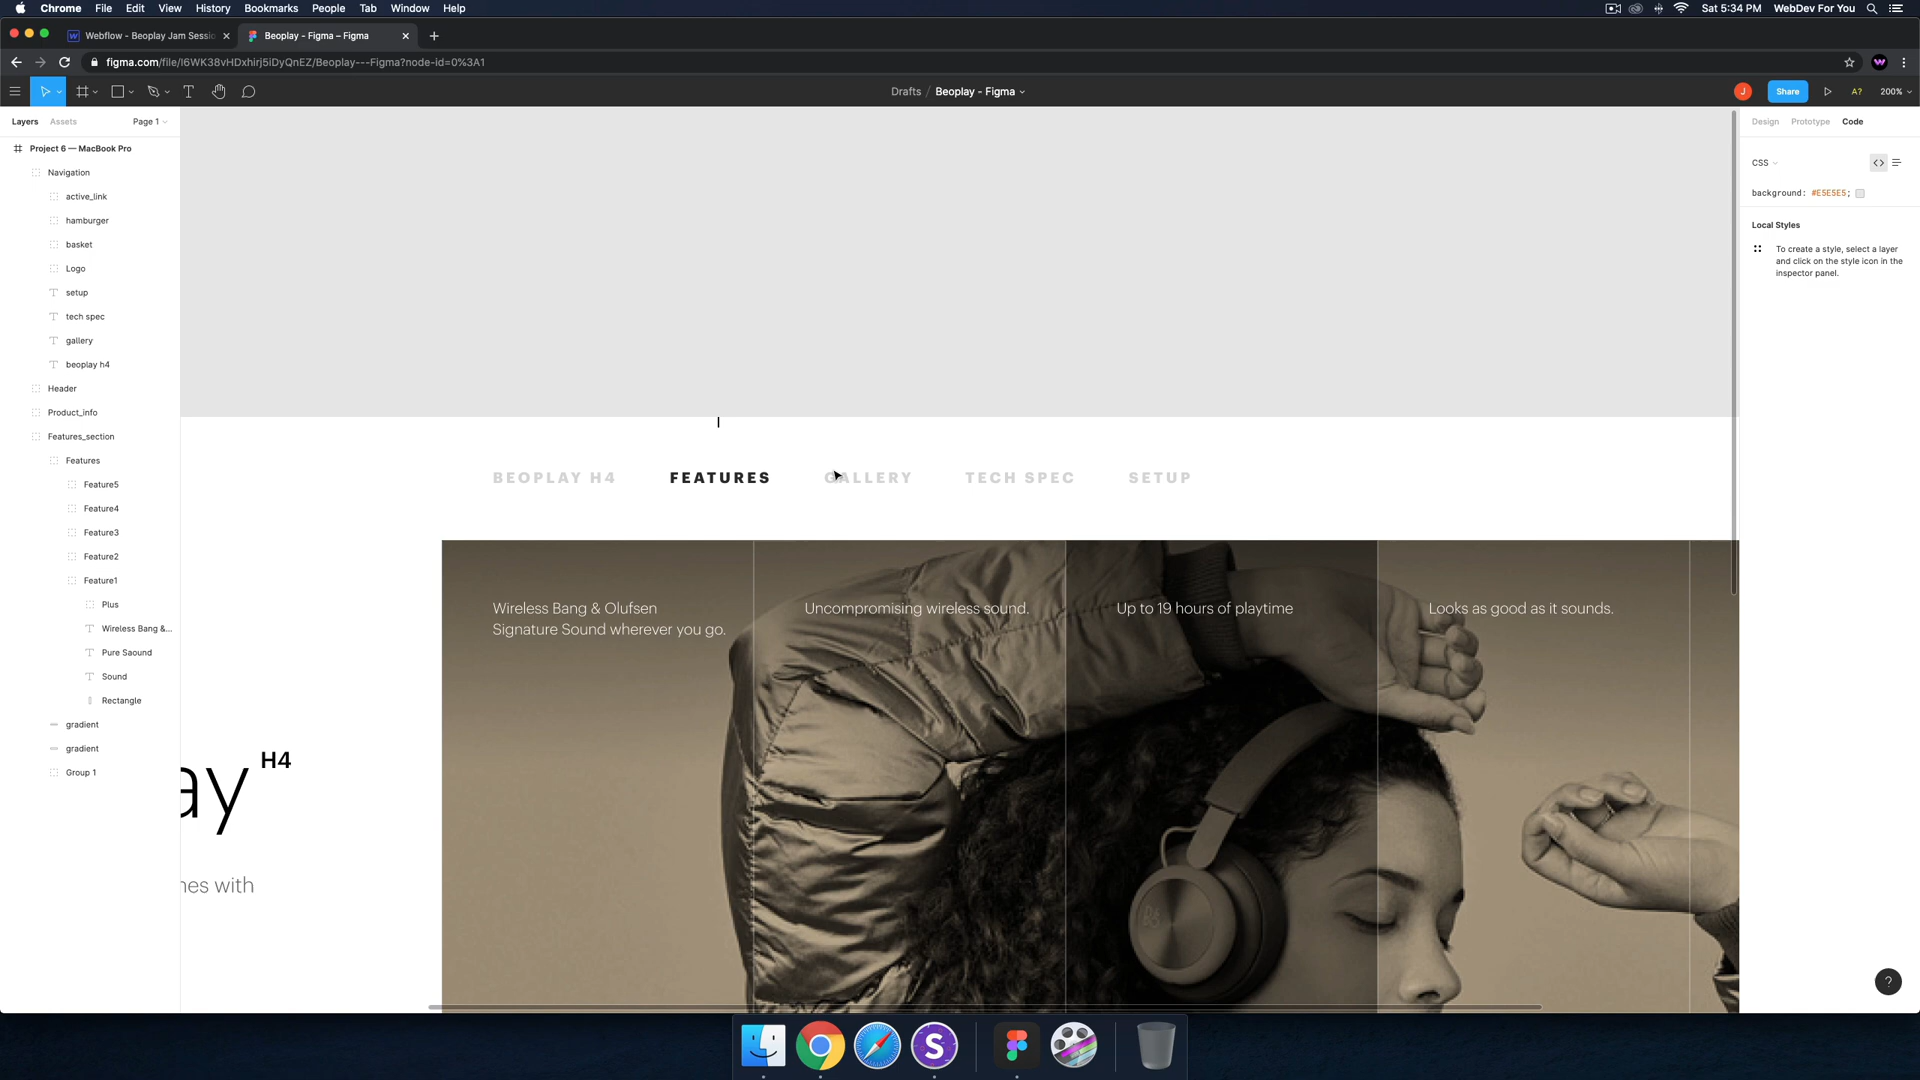 Chrome File Edit View History Bookmarks People Tab Window Help
Sat 5:34 PM WebDev For You
Webflow - Beoplay Jam Sessio
Beoplay - Figma – Figma
figma.com/file/I6WK38vHDxhirj5iDyQnEZ/Beoplay---Figma?node-id=0%3A1
Drafts / Beoplay - Figma
J
Share
A?
200%
Layers Assets Page 1
Project 6 — MacBook Pro
Navigation
active_link
hamburger
basket
Logo
setup
tech spec
gallery
beoplay h4
Header
Product_info
Features_section
Features
Feature5
Feature4
Feature3
Feature2
Feature1
Plus
Wireless Bang &...
Pure Saound
Sound
Rectangle
gradient
gradient
Group 1
BEOPLAY H4 FEATURES GALLERY TECH SPEC SETUP
Wireless Bang & Olufsen
Signature Sound wherever you go.
Uncompromising wireless sound.
Up to 19 hours of playtime
Looks as good as it sounds.
ay H4
nes with
Design Prototype Code
CSS
background: #E5E5E5;
Local Styles
To create a style, select a layer
and click on the style icon in the
inspector panel.
?